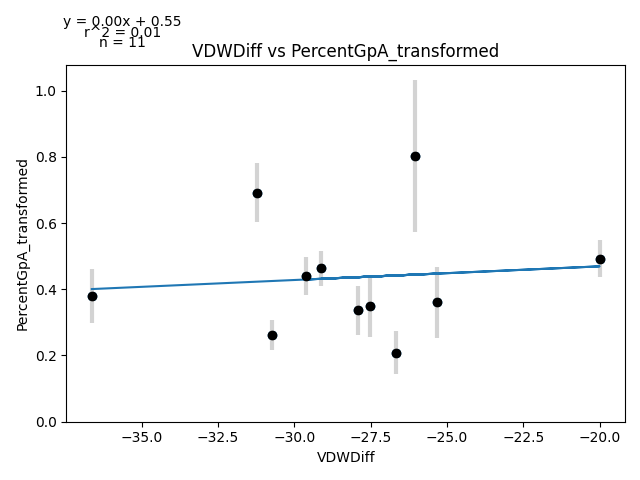 y = 0.00x + 0.55
r^2 = 0.01
n = 11
VDWDiff vs PercentGpA_transformed
PercentGpA_transformed
1.0
0.8
0.6
0.4
0.2
0.0
−35.0 −32.5 −30.0 −27.5 −25.0 −22.5 −20.0
VDWDiff